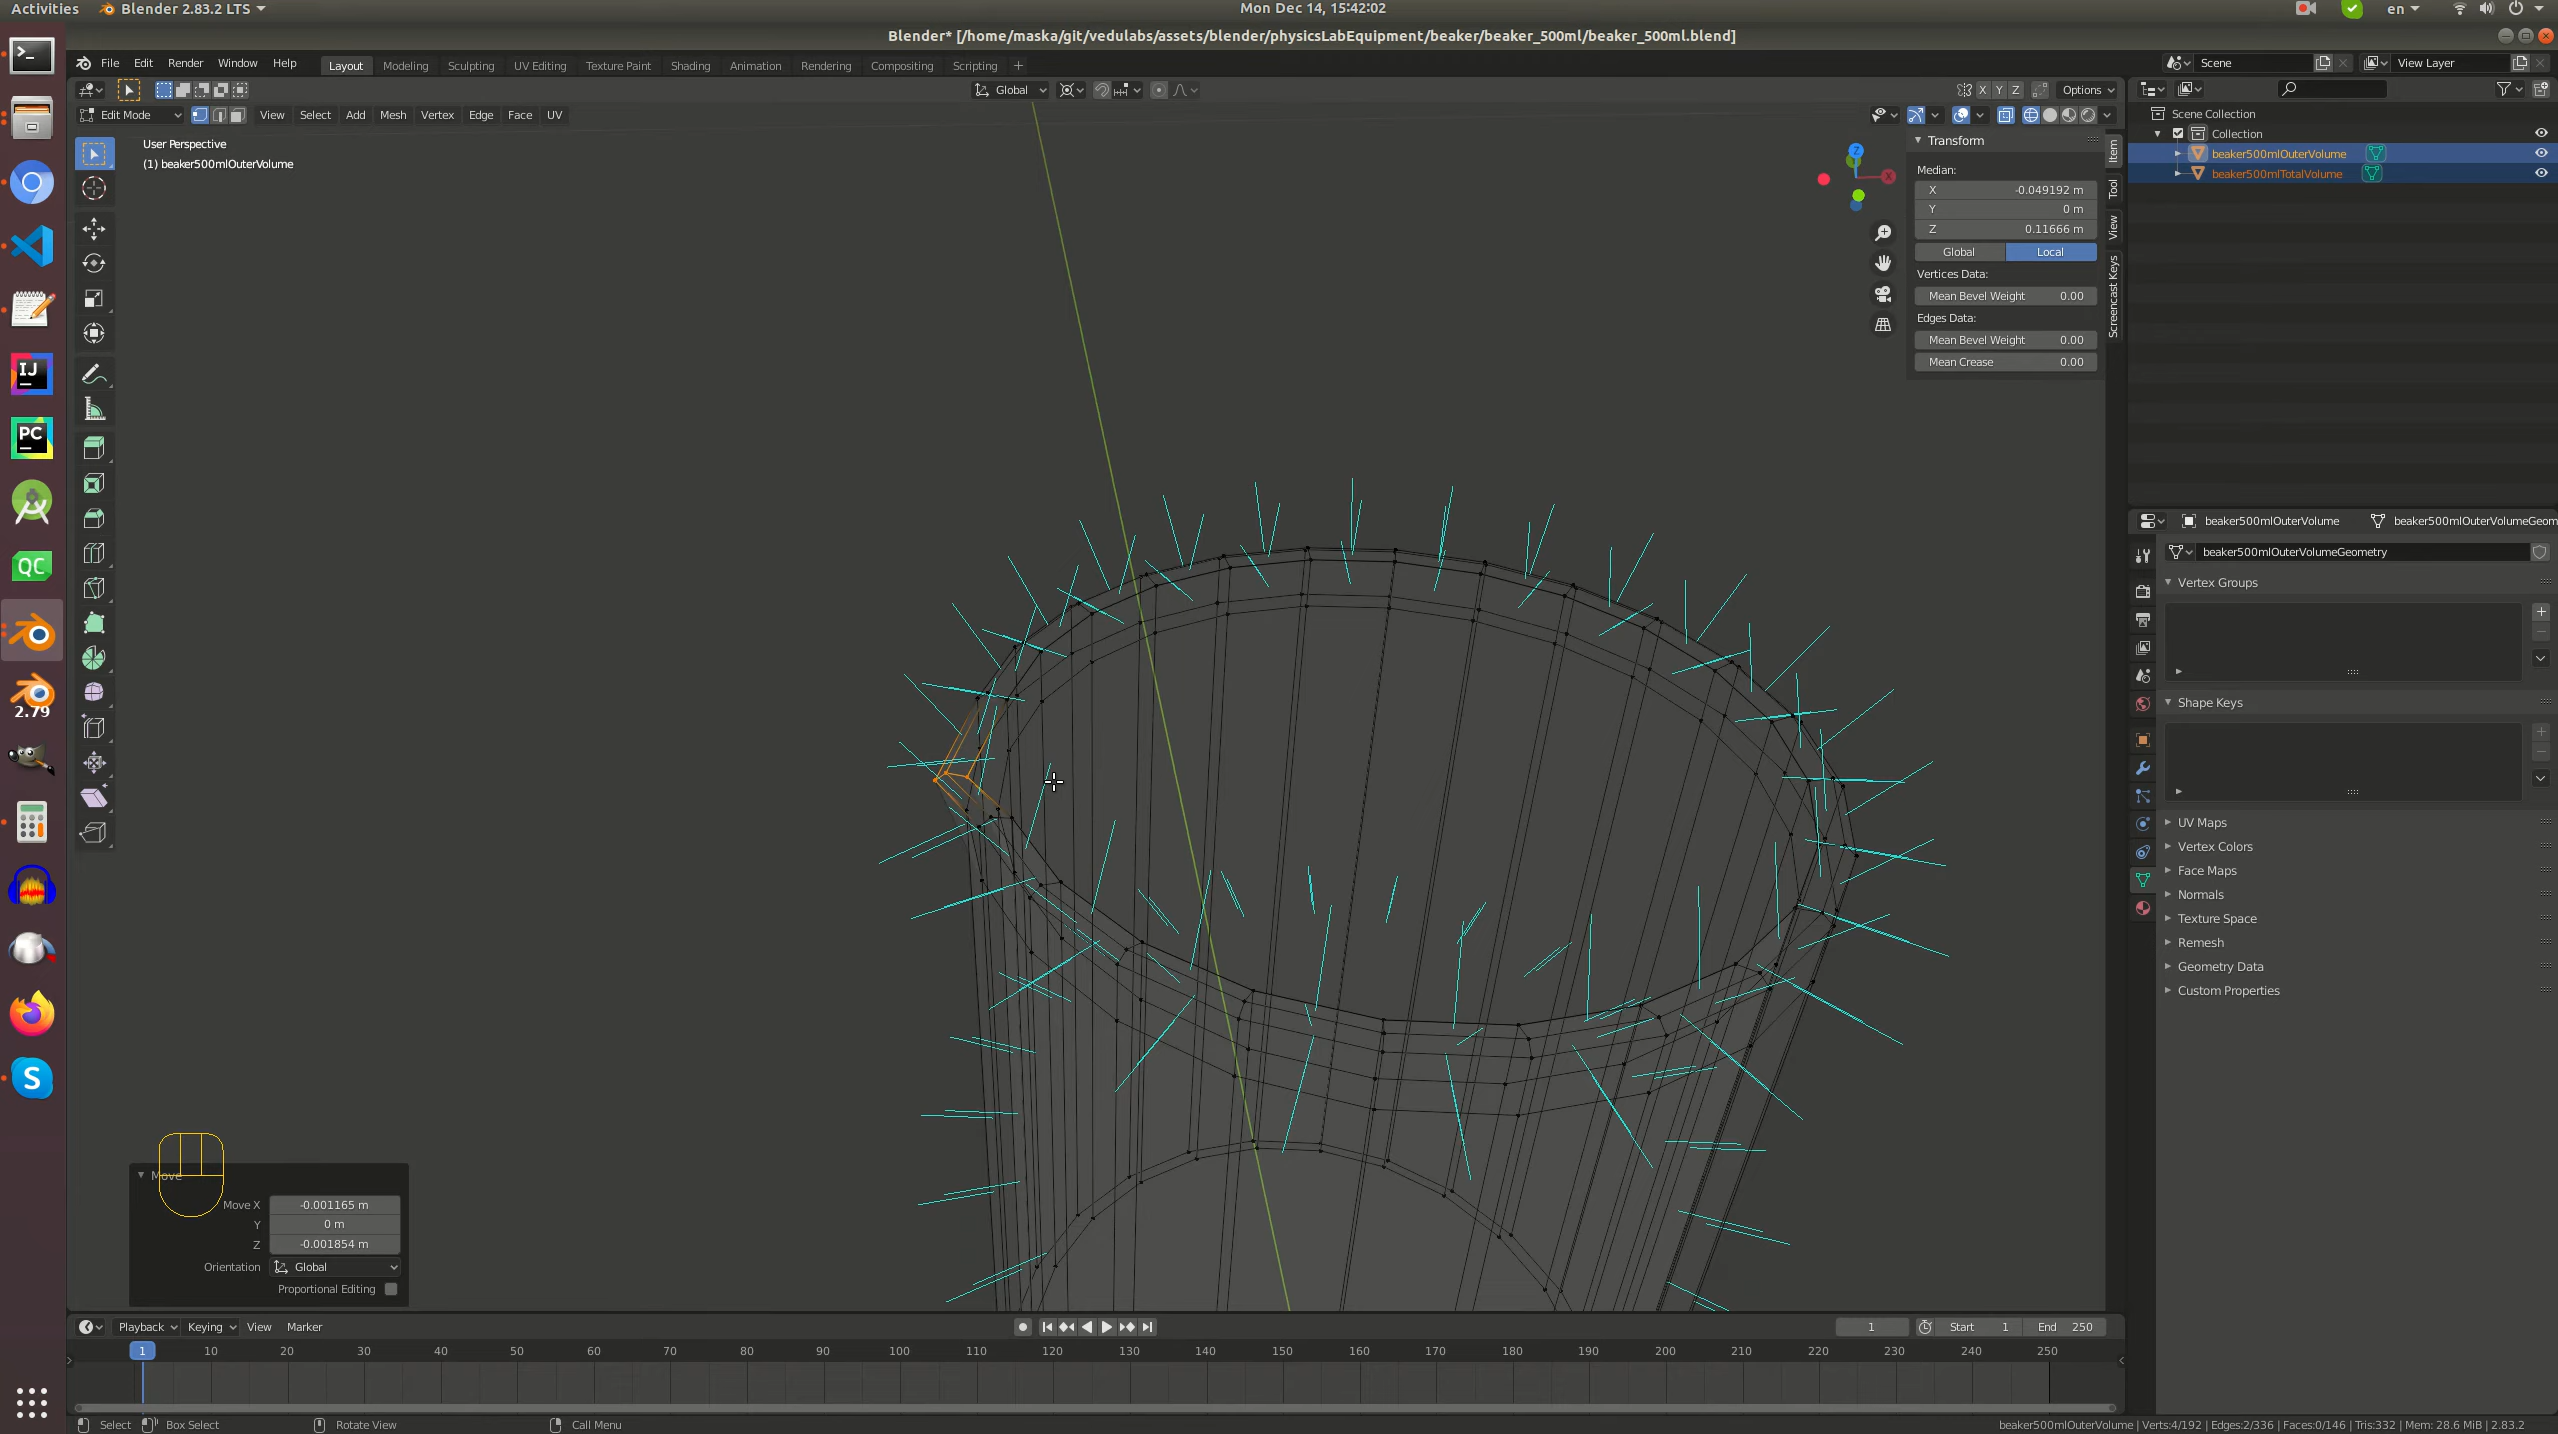 Activities
Blender 2.83.2 LTS
Mon Dec 14, 15:42:02
en
Blender* [/home/maska/git/vedulabs/assets/blender/physicsLabEquipment/beaker/beaker_500ml/beaker_500ml.blend]
File Edit Render Window Help
Layout Modeling Sculpting UV Editing Texture Paint Shading Animation Rendering Compositing Scripting +
Scene
View Layer
Global
X Y Z
Options
Edit Mode
View Select Add Mesh Vertex Edge Face UV
User Perspective
(1) beaker500mlOuterVolume
Z
X
Transform
Median:
X -0.049192 m
Y 0 m
Z 0.11666 m
Global Local
Vertices Data:
Mean Bevel Weight 0.00
Edges Data:
Mean Bevel Weight 0.00
Mean Crease 0.00
Item
Tool
View
Screencast Keys
Scene Collection
Collection
beaker500mlOuterVolume
beaker500mlTotalVolume
beaker500mlOuterVolume
beaker500mlOuterVolumeGeom
beaker500mlOuterVolumeGeometry
Vertex Groups
Shape Keys
UV Maps
Vertex Colors
Face Maps
Normals
Texture Space
Remesh
Geometry Data
Custom Properties
IJ
PC
QC
2.79
S
Move
Move X -0.001165 m
Y 0 m
Z -0.001854 m
Orientation Global
Proportional Editing
Playback Keying View Marker
1
Start 1
End 250
1 10 20 30 40 50 60 70 80 90 100 110 120 130 140 150 160 170 180 190 200 210 220 230 240 250
Select Box Select Rotate View Call Menu
beaker500mlOuterVolume | Verts:4/192 | Edges:2/336 | Faces:0/146 | Tris:332 | Mem: 28.6 MiB | 2.83.2